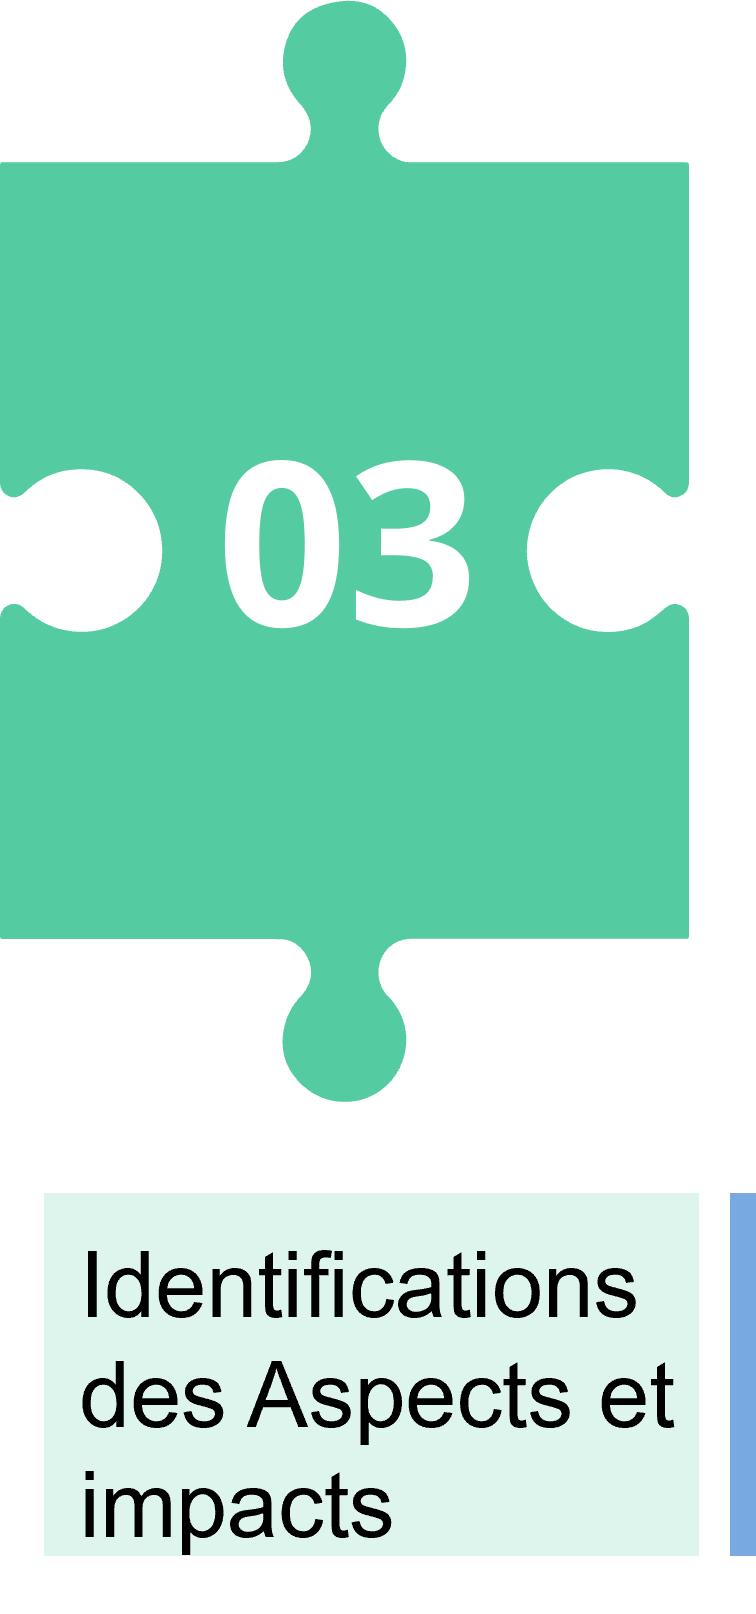 03
Identifications
des Aspects et
impacts